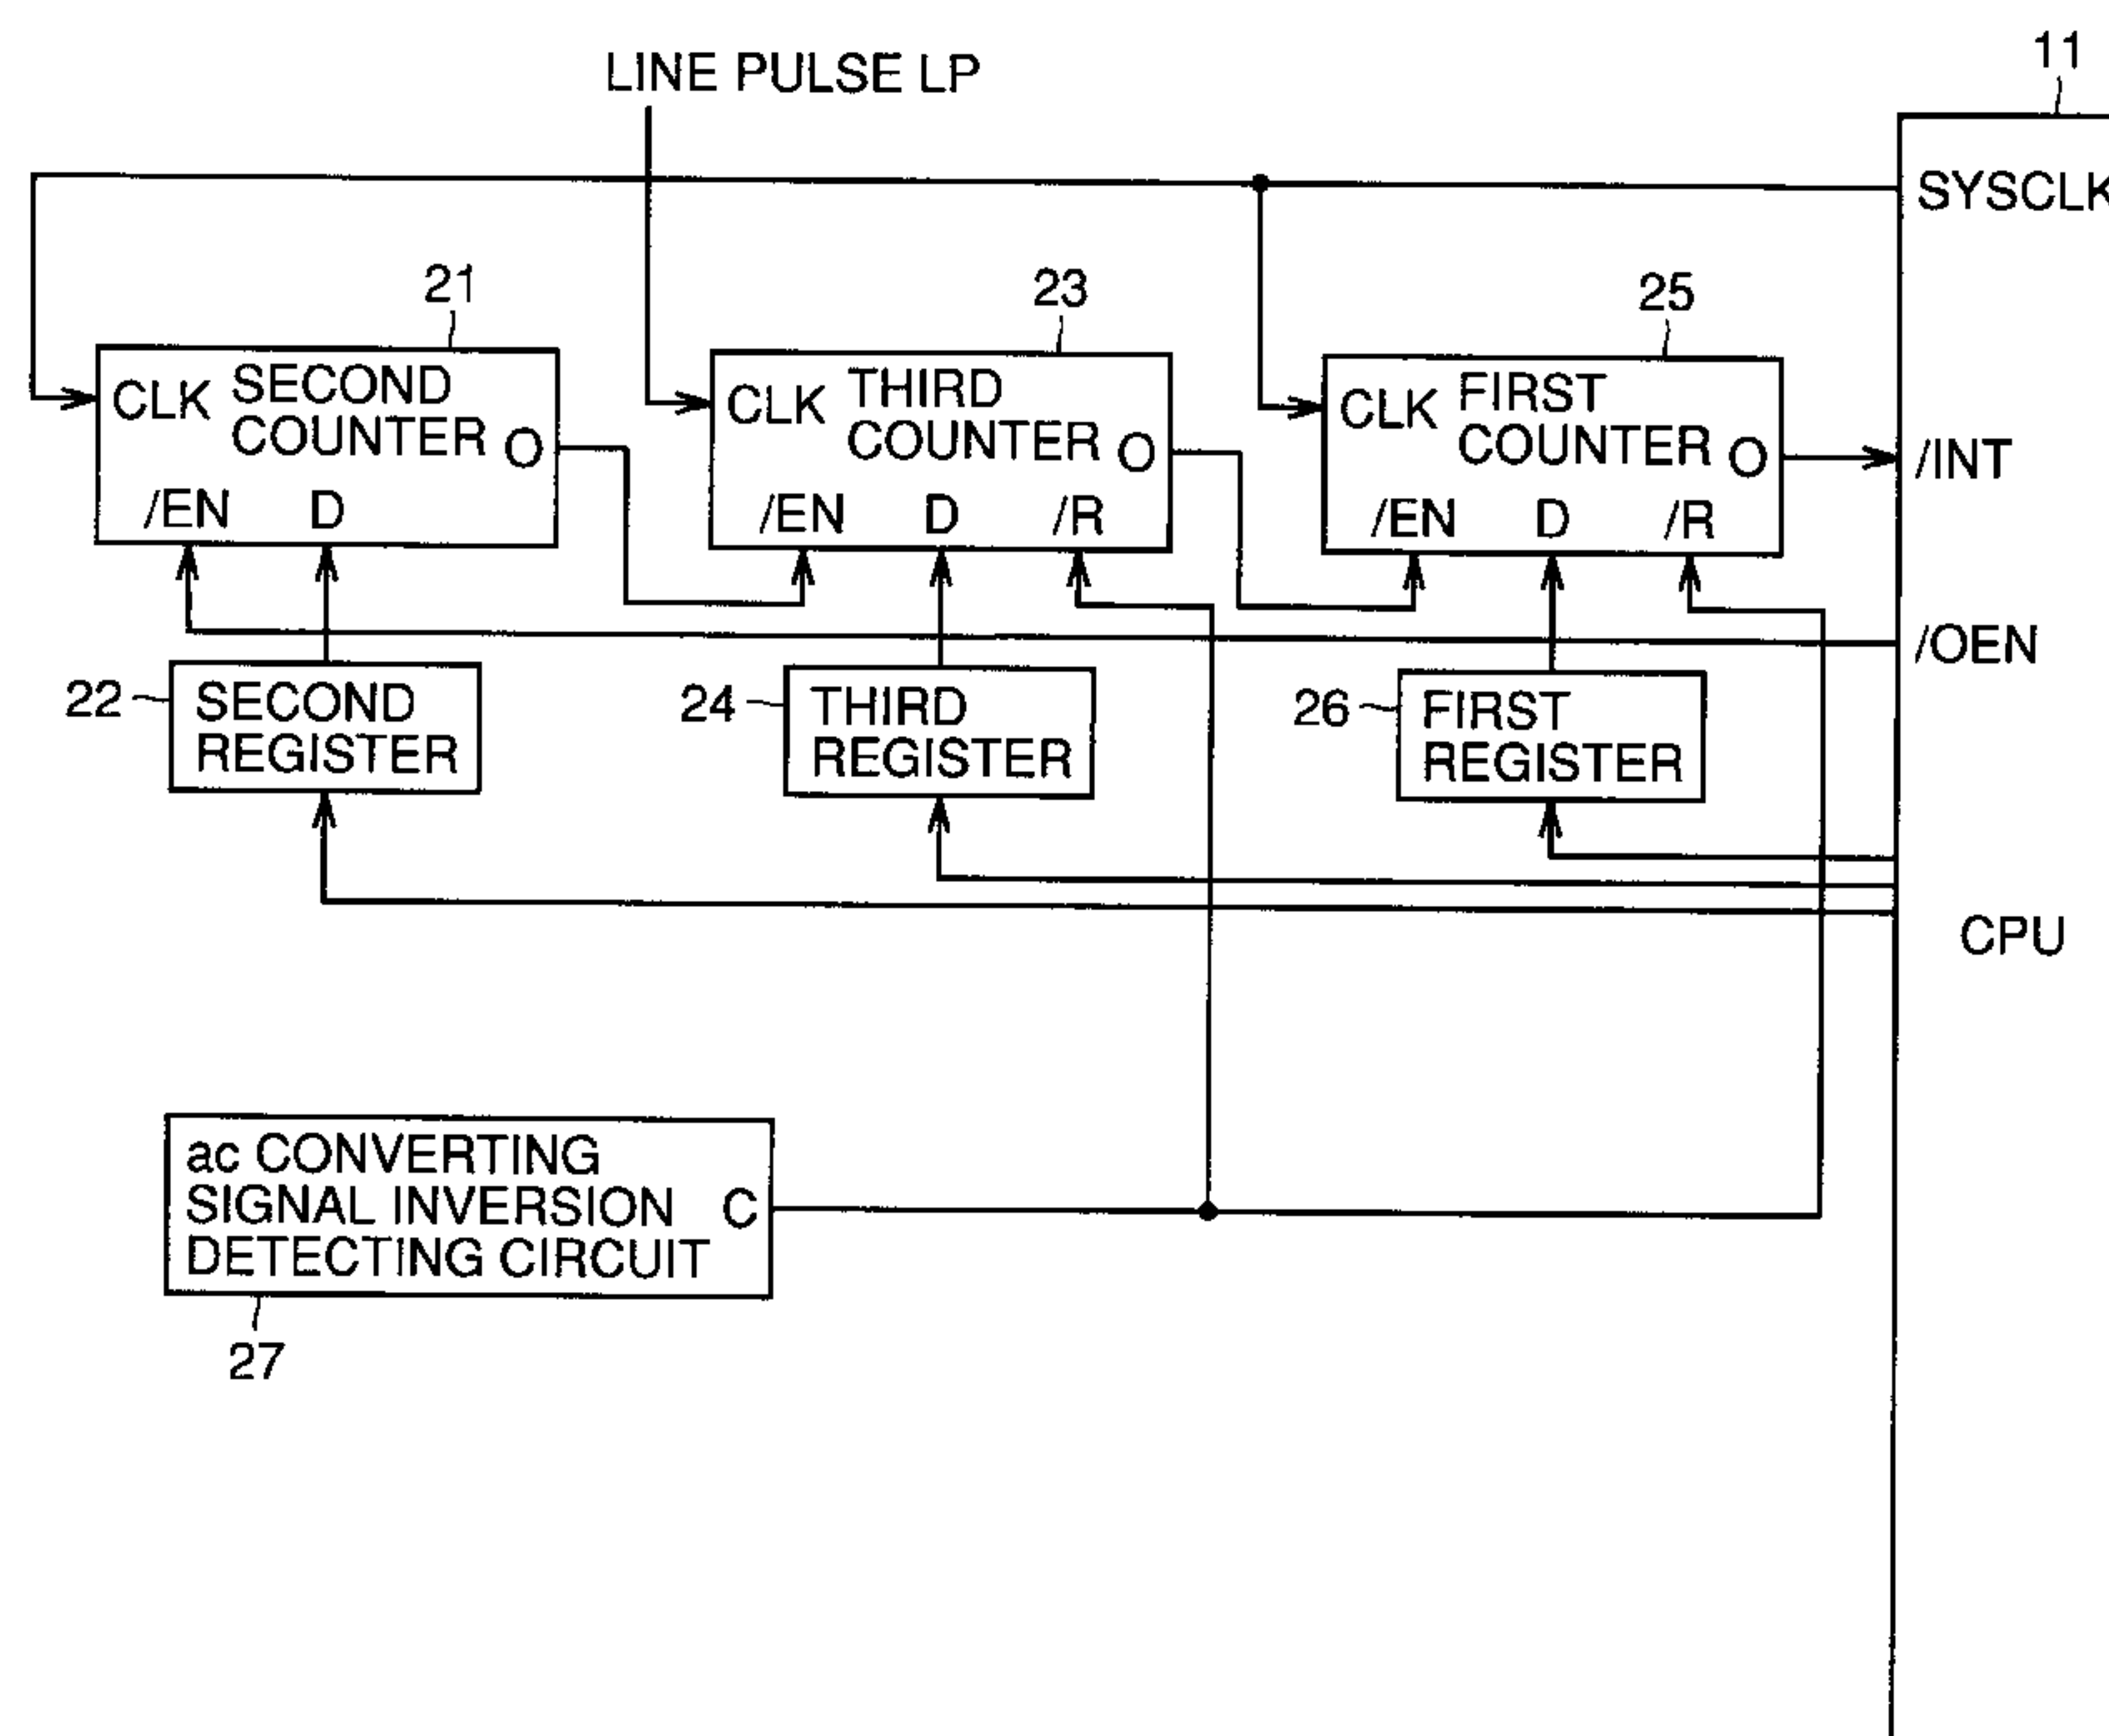 11
LINE PULSE LP
SYSCLK
21
23
25
CLK SECOND
COUNTER O
/EN D
CLK THIRD
COUNTER O
/EN D /R
CLK FIRST
COUNTER O
/EN D /R
/INT
/OEN
22
SECOND
REGISTER
24
THIRD
REGISTER
26
FIRST
REGISTER
CPU
ac CONVERTING
SIGNAL INVERSION C
DETECTING CIRCUIT
27